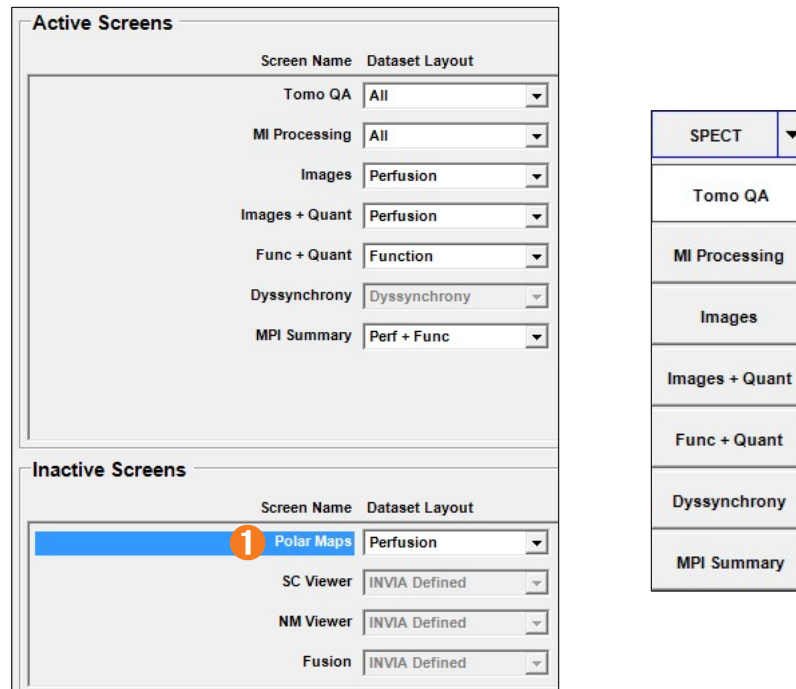 Active Screens
Screen Name Dataset Layout
Tomo QA All
MI Processing All
Images Perfusion
Images + Quant Perfusion
Func + Quant Function
Dyssynchrony Dyssynchrony
MPI Summary Perf + Func
Inactive Screens
Screen Name Dataset Layout
1 Polar Maps Perfusion
SC Viewer INVIA Defined
NM Viewer INVIA Defined
Fusion INVIA Defined
SPECT
Tomo QA
MI Processing
Images
Images + Quant
Func + Quant
Dyssynchrony
MPI Summary